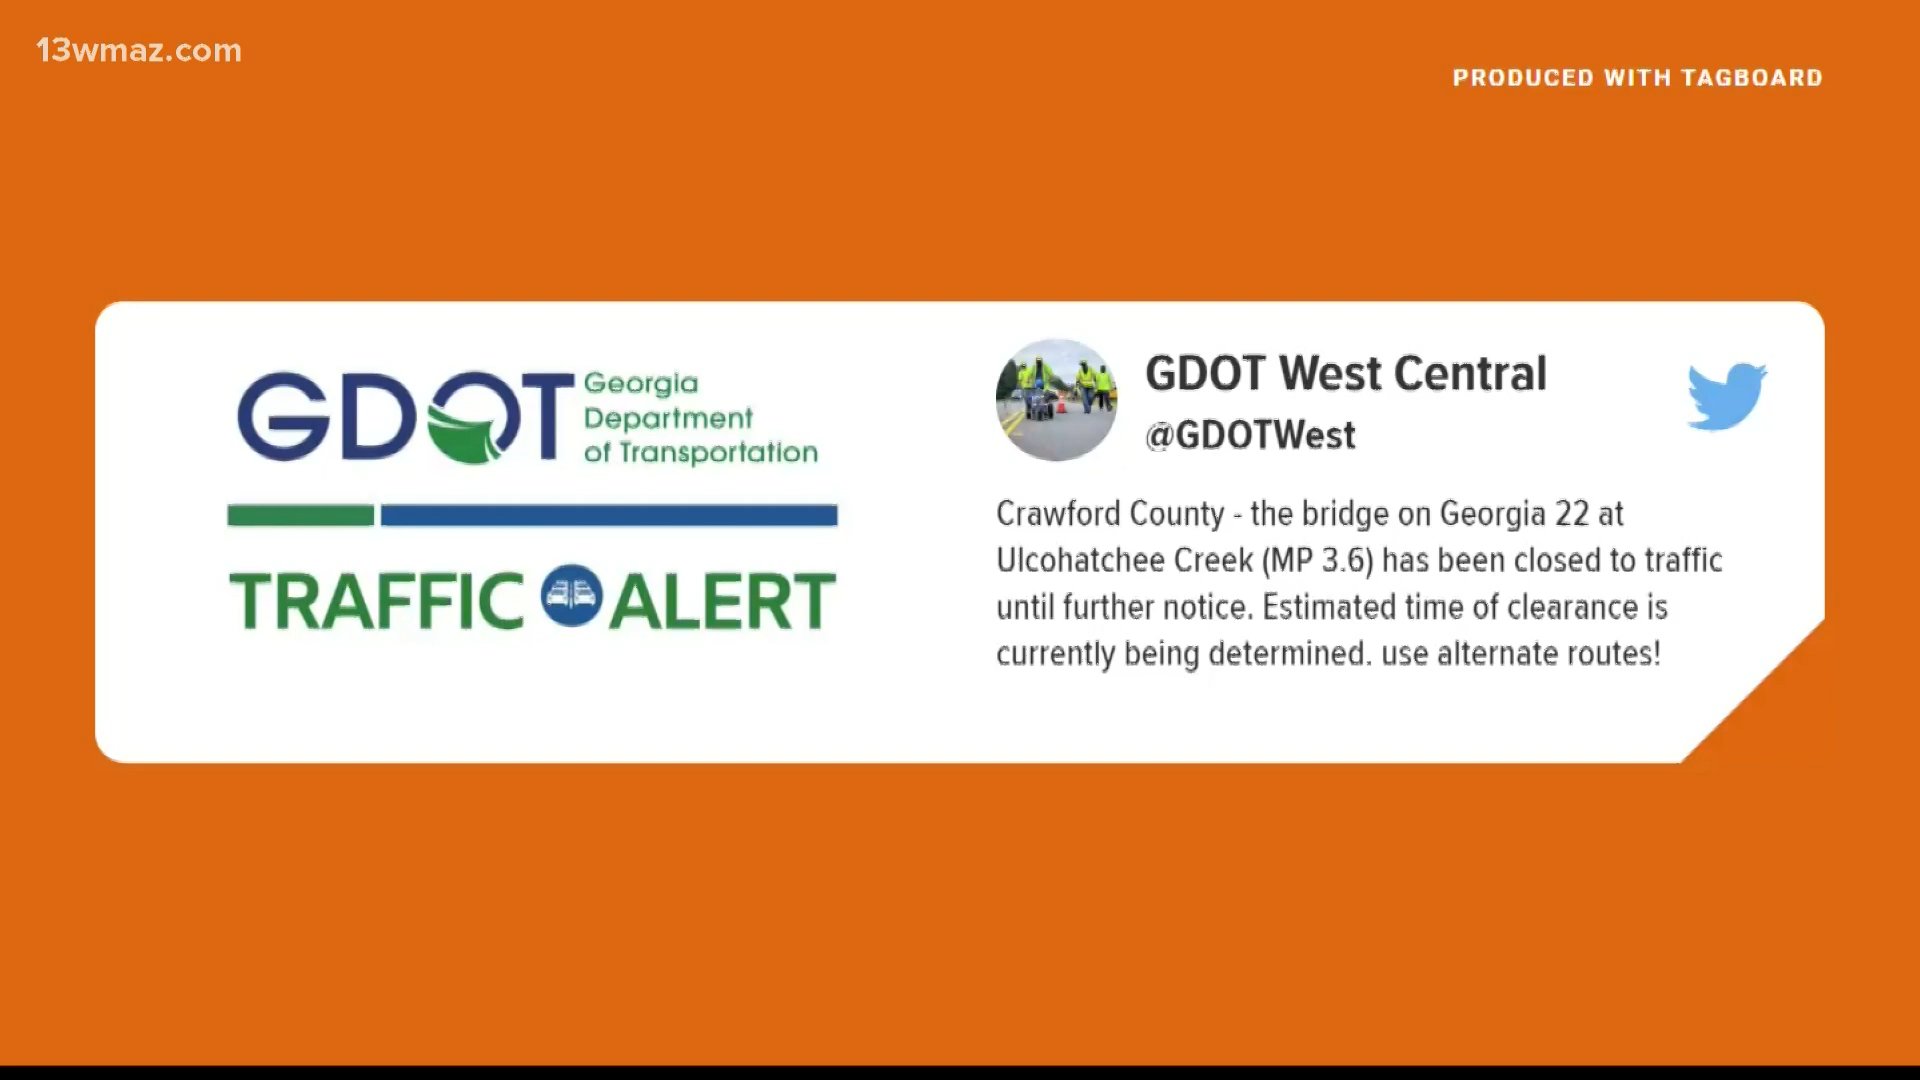 13wmaz.com
PRODUCED WITH TAGBOARD
GDOT Georgia
Department
of Transportation
TRAFFIC ALERT
GDOT West Central
@GDOTWest
Crawford County - the bridge on Georgia 22 at
Ulcohatchee Creek (MP 3.6) has been closed to traffic
until further notice. Estimated time of clearance is
currently being determined. use alternate routes!